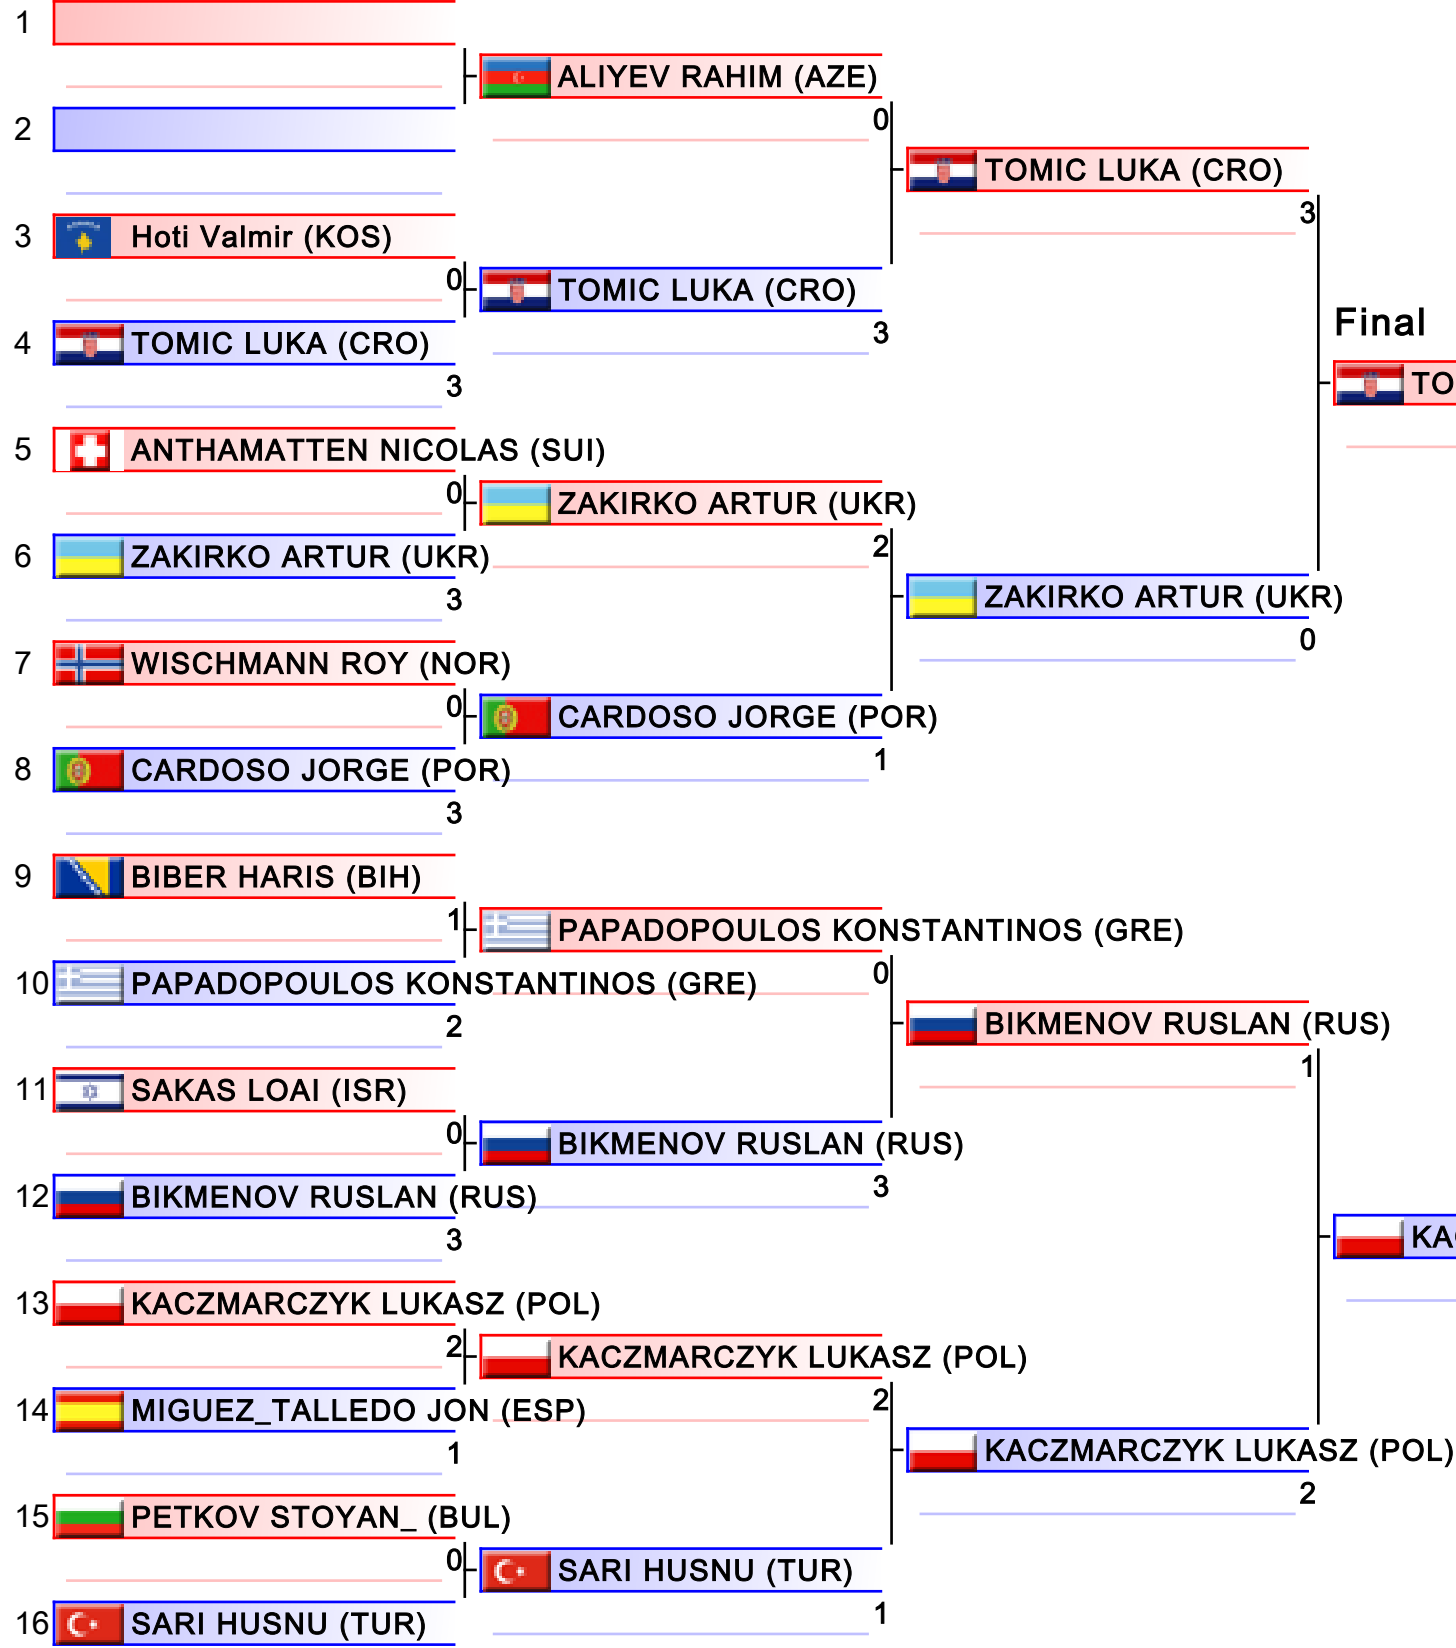 1
ALIYEV RAHIM (AZE)
0
2
TOMIC LUKA (CRO)
3
3
Hoti Valmir (KOS)
0
TOMIC LUKA (CRO)
3
4
TOMIC LUKA (CRO)
3
Final
TO
5
ANTHAMATTEN NICOLAS (SUI)
0
ZAKIRKO ARTUR (UKR)
2
6
ZAKIRKO ARTUR (UKR)
3
ZAKIRKO ARTUR (UKR)
0
7
WISCHMANN ROY (NOR)
0
CARDOSO JORGE (POR)
1
8
CARDOSO JORGE (POR)
3
9
BIBER HARIS (BIH)
1
PAPADOPOULOS KONSTANTINOS (GRE)
0
10
PAPADOPOULOS KONSTANTINOS (GRE)
2
BIKMENOV RUSLAN (RUS)
1
11
SAKAS LOAI (ISR)
0
BIKMENOV RUSLAN (RUS)
3
12
BIKMENOV RUSLAN (RUS)
3
KA
13
KACZMARCZYK LUKASZ (POL)
2
KACZMARCZYK LUKASZ (POL)
2
14
MIGUEZ_TALLEDO JON (ESP)
1
KACZMARCZYK LUKASZ (POL)
2
15
PETKOV STOYAN_ (BUL)
0
SARI HUSNU (TUR)
1
16
SARI HUSNU (TUR)